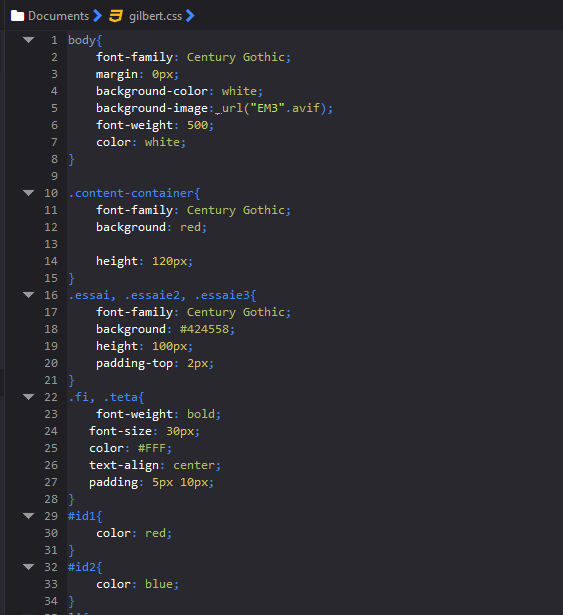 Documents gilbert.css
1 body{
2 font-family: Century Gothic;
3 margin: 0px;
4 background-color: white;
5 background-image: url("EM3".avif);
6 font-weight: 500;
7 color: white;
8 }
9
10 .content-container{
11 font-family: Century Gothic;
12 background: red;
13
14 height: 120px;
15 }
16 .essai, .essaie2, .essaie3{
17 font-family: Century Gothic;
18 background: #424558;
19 height: 100px;
20 padding-top: 2px;
21 }
22 .fi, .teta{
23 font-weight: bold;
24 font-size: 30px;
25 color: #FFF;
26 text-align: center;
27 padding: 5px 10px;
28 }
29 #id1{
30 color: red;
31 }
32 #id2{
33 color: blue;
34 }